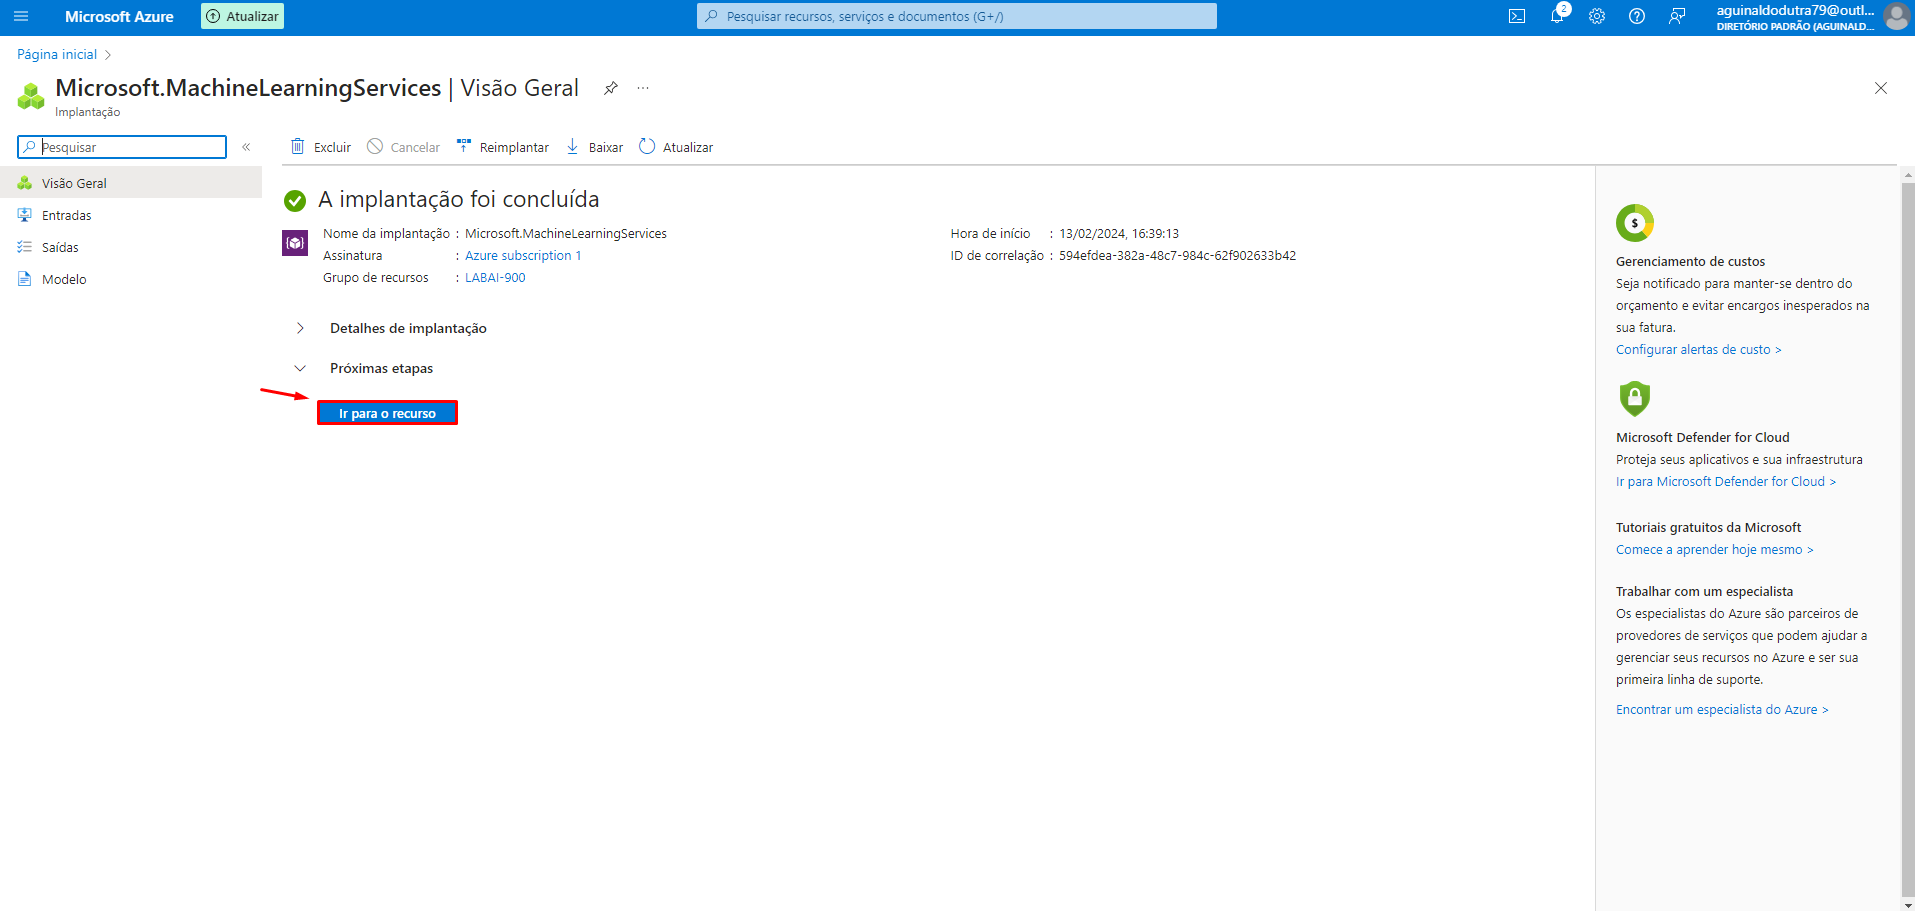 Microsoft Azure
Atualizar
Pesquisar recursos, serviços e documentos (G+/)
2
aguinaldodutra79@outl...
DIRETÓRIO PADRÃO (AGUINALD...
Página inicial >
Microsoft.MachineLearningServices | Visão Geral
Implantação
Pesquisar
Excluir
Cancelar
Reimplantar
Baixar
Atualizar
Visão Geral
Entradas
Saídas
Modelo
A implantação foi concluída
Nome da implantação : Microsoft.MachineLearningServices
Assinatura : Azure subscription 1
Grupo de recursos : LABAI-900
Hora de início : 13/02/2024, 16:39:13
ID de correlação : 594efdea-382a-48c7-984c-62f902633b42
Detalhes de implantação
Próximas etapas
Ir para o recurso
$
Gerenciamento de custos
Seja notificado para manter-se dentro do
orçamento e evitar encargos inesperados na
sua fatura.
Configurar alertas de custo >
Microsoft Defender for Cloud
Proteja seus aplicativos e sua infraestrutura
Ir para Microsoft Defender for Cloud >
Tutoriais gratuitos da Microsoft
Comece a aprender hoje mesmo >
Trabalhar com um especialista
Os especialistas do Azure são parceiros de
provedores de serviços que podem ajudar a
gerenciar seus recursos no Azure e ser sua
primeira linha de suporte.
Encontrar um especialista do Azure >